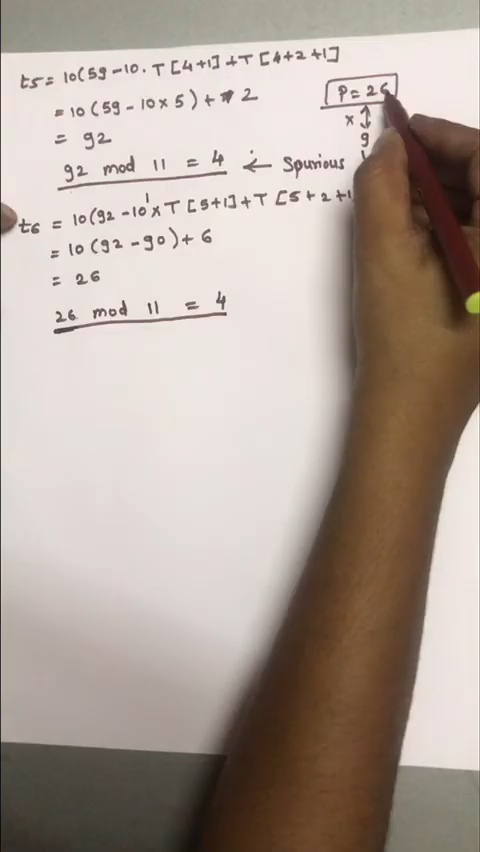 t5 = 10(59 - 10 . T [4+1] + T [4+2+1]
= 10 ( 59 - 10 × 5 ) + 2
= 92
92 mod 11 = 4 ← Spurious
P = 26
x ↕
9
t6 = 10(92 - 10¹ × T [5+1] + T [5+2+1
= 10 (92 - 90) + 6
= 26
26 mod 11 = 4